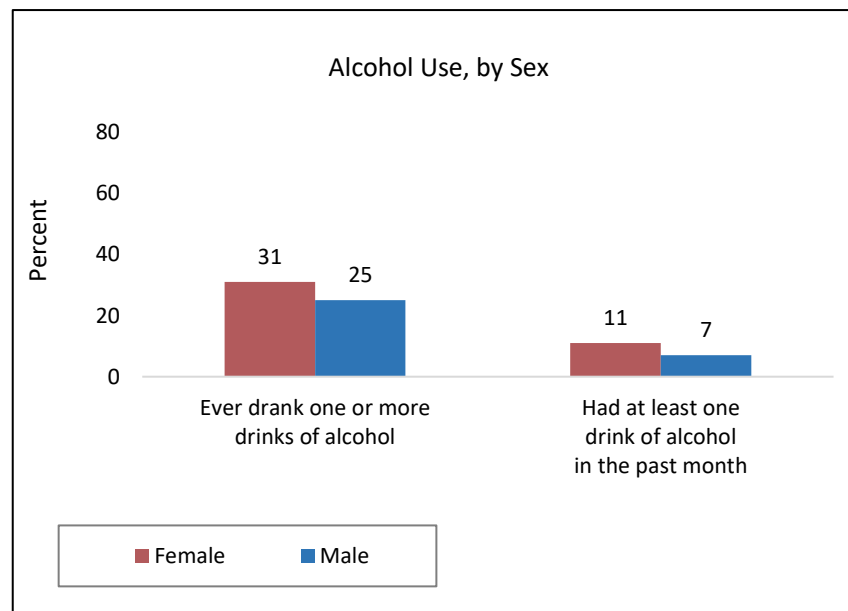 Alcohol Use, by Sex
Percent
80
60
40
20
0
31
25
11
7
Ever drank one or more
drinks of alcohol
Had at least one
drink of alcohol
in the past month
Female
Male